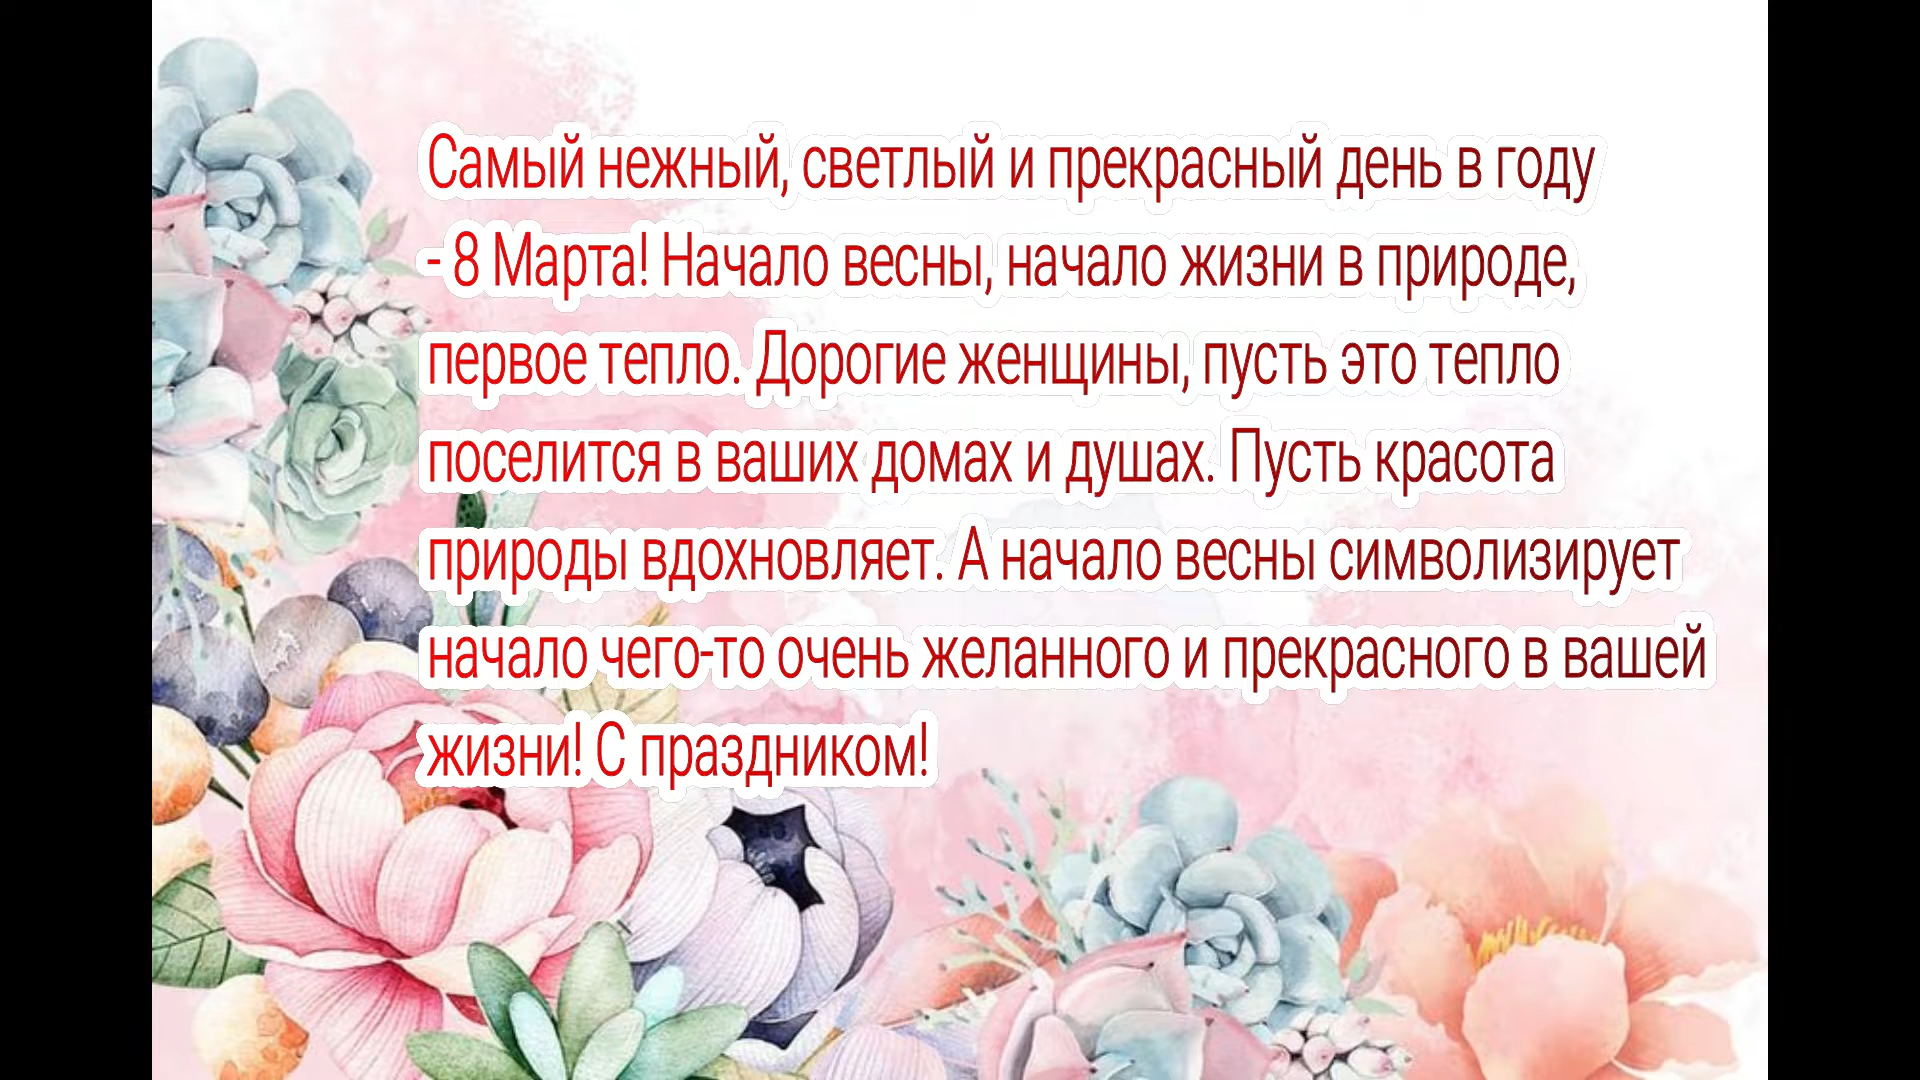 Самый нежный, светлый и прекрасный день в году
- 8 Марта! Начало весны, начало жизни в природе,
первое тепло. Дорогие женщины, пусть это тепло
поселится в ваших домах и душах. Пусть красота
природы вдохновляет. А начало весны символизирует
начало чего-то очень желанного и прекрасного в вашей
жизни! С праздником!